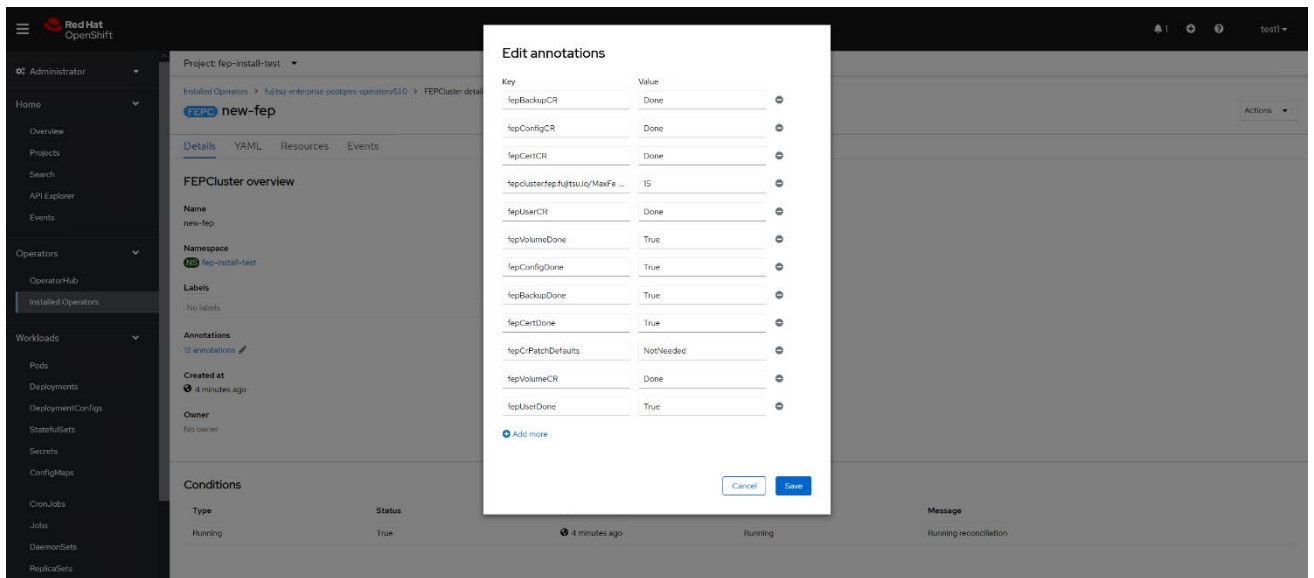 Red Hat
OpenShift
1
test1
Administrator
Home
Overview
Projects
Search
API Explorer
Events
Operators
OperatorHub
Installed Operators
Workloads
Pods
Deployments
DeploymentConfigs
StatefulSets
Secrets
ConfigMaps
CronJobs
Jobs
DaemonSets
ReplicaSets
Project: fep-install-test
Installed Operators > fujitsu-enterprise-postgres-operator.v5.1.0 > FEPCluster detail
FEPC new-fep
Actions
Details YAML Resources Events
FEPCluster overview
Name
new-fep
Namespace
NS fep-install-test
Labels
No labels
Annotations
12 annotations
Created at
4 minutes ago
Owner
No owner
Conditions
Type Status Message
Running True 4 minutes ago Running Running reconciliation
Edit annotations
Key Value
fepBackupCR Done
fepConfigCR Done
fepCertCR Done
fepcluster.fep.fujitsu.io/MaxFe ... 15
fepUserCR Done
fepVolumeDone True
fepConfigDone True
fepBackupDone True
fepCertDone True
fepCrPatchDefaults NotNeeded
fepVolumeCR Done
fepUserDone True
Add more
Cancel Save